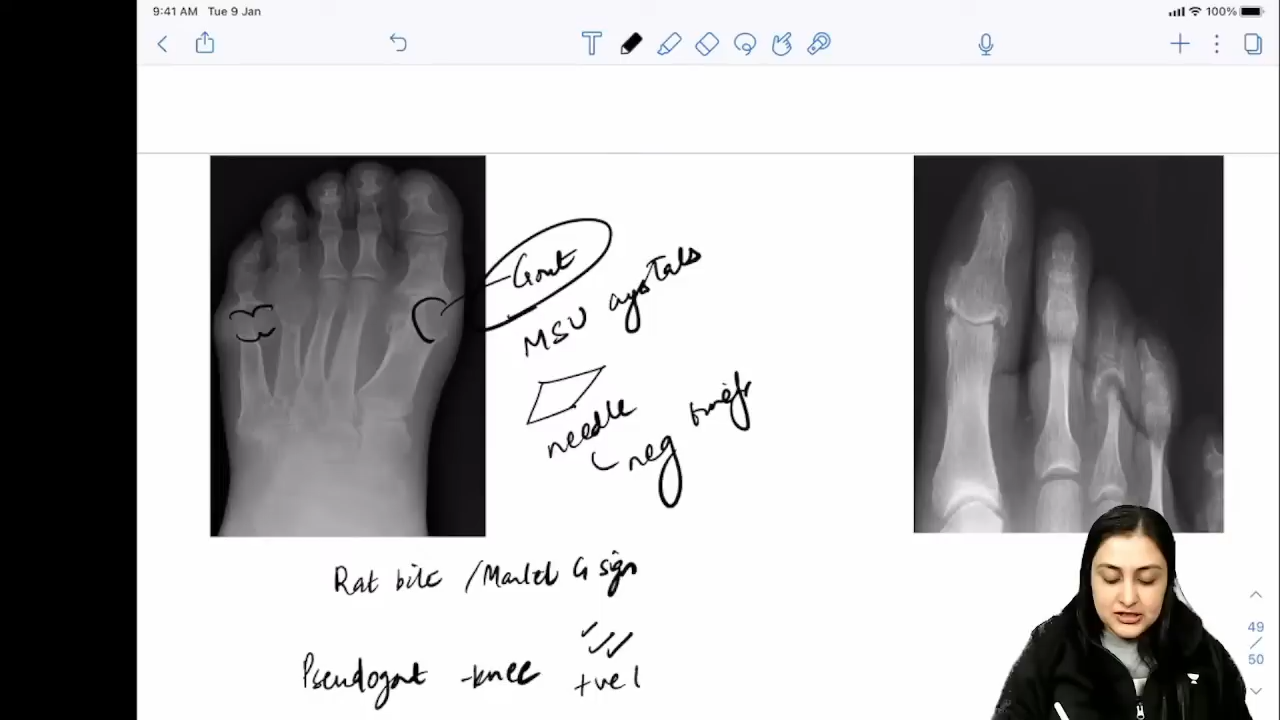 9:41 AM Tue 9 Jan
100%
T
Gout
MSU crystals
needle
neg birefr
Rat bite /Martel G sign
Pseudogout - knee +ve
49
/
50